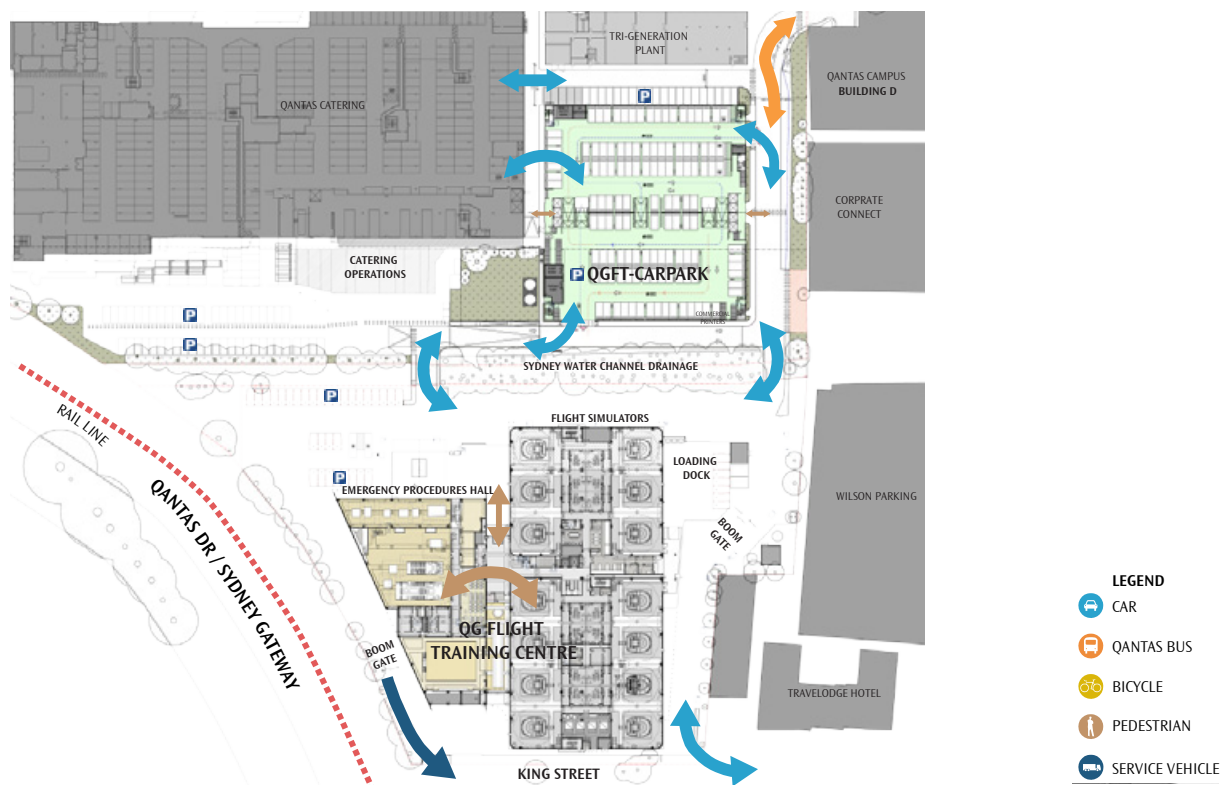 TRI-GENERATION
PLANT
QANTAS CAMPUS
BUILDING D
QANTAS CATERING
P
CORPRATE
CONNECT
CATERING
OPERATIONS
P QGFT-CARPARK
COMMERCIAL
PRINTERS
P
P
SYDNEY WATER CHANNEL DRAINAGE
P
RAIL LINE
FLIGHT SIMULATORS
LOADING
DOCK
P
EMERGENCY PROCEDURES HALL
WILSON PARKING
QANTAS DR / SYDNEY GATEWAY
BOOM
GATE
LEGEND
CAR
QG FLIGHT
TRAINING CENTRE
BOOM
GATE
QANTAS BUS
BICYCLE
TRAVELODGE HOTEL
PEDESTRIAN
KING STREET
SERVICE VEHICLE